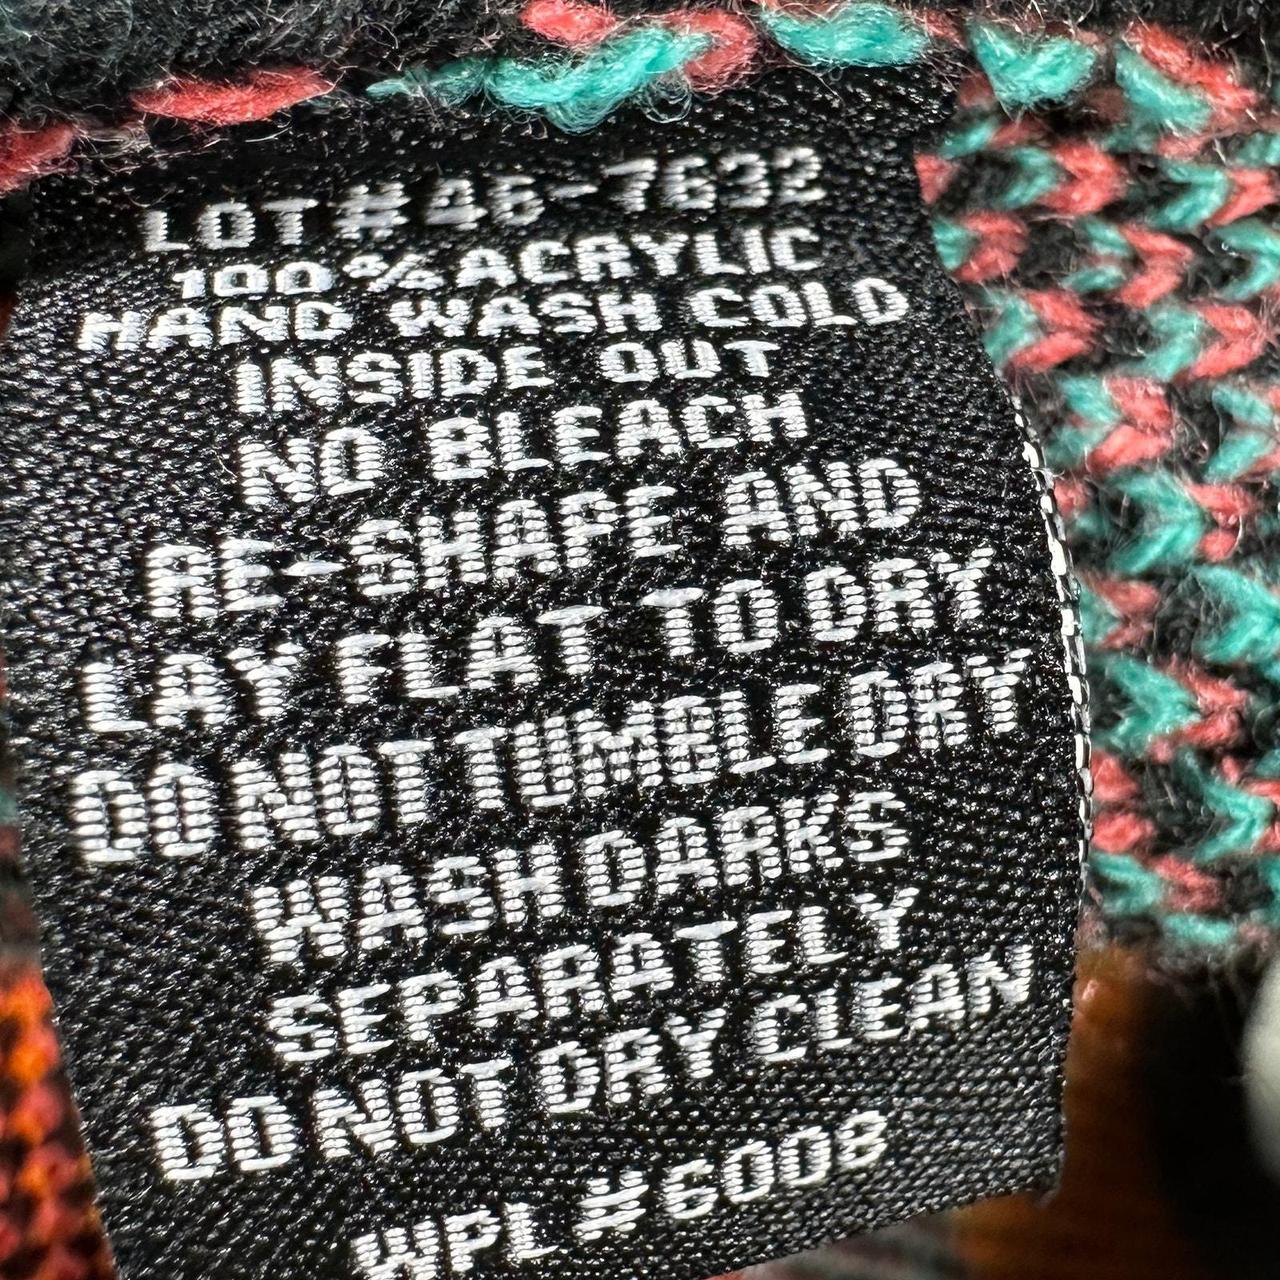 LOT # 46-7632
100% ACRYLIC
HAND WASH COLD
INSIDE OUT
NO BLEACH
RE-SHAPE AND
LAY FLAT TO DRY
DO NOT TUMBLE DRY
WASH DARKS
SEPARATELY
DO NOT DRY CLEAN
WPL #6008